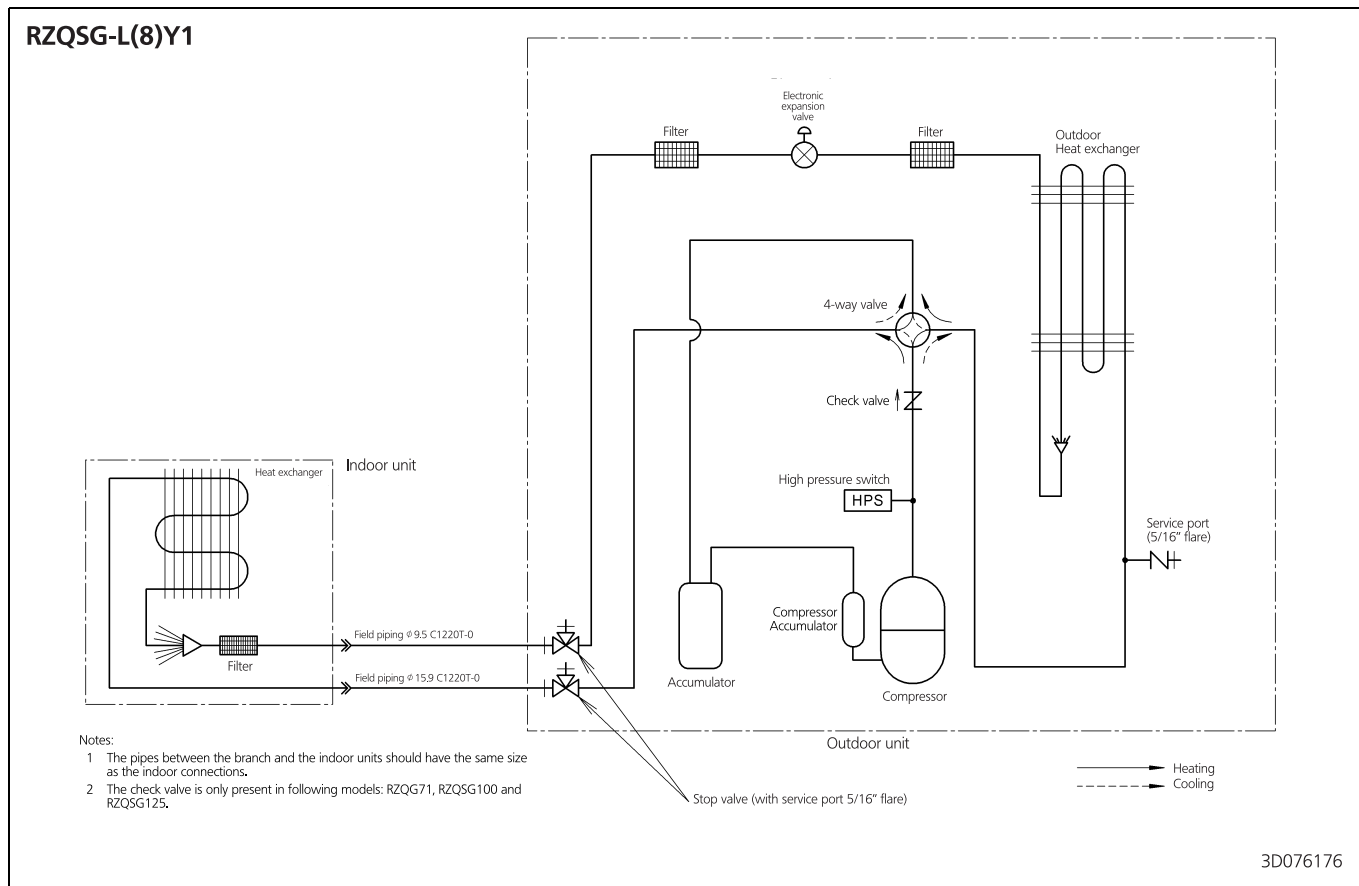 RZQSG-L(8)Y1
Electronic
expansion
valve
Filter
Filter
Outdoor
Heat exchanger
4-way valve
Check valve
High pressure switch
HPS
Service port
(5/16" flare)
Indoor unit
Heat exchanger
Compressor
Accumulator
Field piping φ 9.5 C1220T-0
Filter
Field piping φ 15.9 C1220T-0
Accumulator
Compressor
Outdoor unit
Notes:
1 The pipes between the branch and the indoor units should have the same size
as the indoor connections.
2 The check valve is only present in following models: RZQG71, RZQSG100 and
RZQSG125.
Stop valve (with service port 5/16" flare)
Heating
Cooling
3D076176